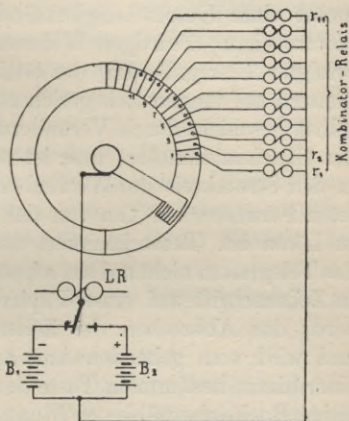 r₁₁
Kombinator-Relais
r₂
r₁
LR
B₁
− +
B₂